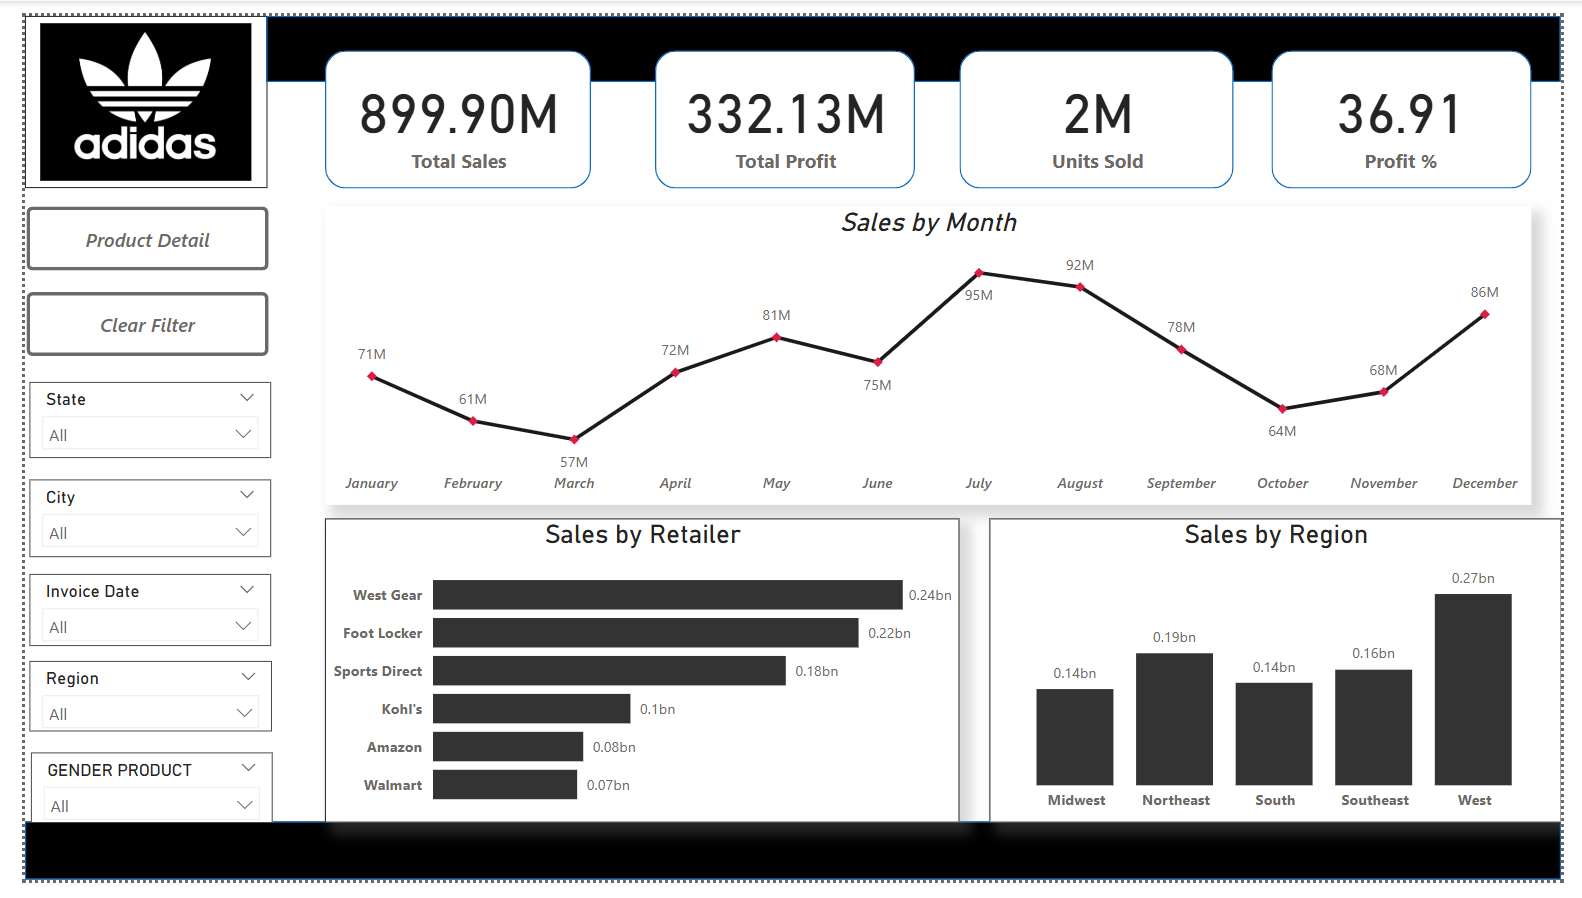 adidas
899.90M
Total Sales
332.13M
Total Profit
2M
Units Sold
36.91
Profit %
Product Detail
Clear Filter
State
All
City
All
Invoice Date
All
Region
All
GENDER PRODUCT
All
Sales by Month
71M
61M
57M
72M
81M
75M
95M
92M
78M
64M
68M
86M
January February March April May June July August September October November December
Sales by Retailer
West Gear 0.24bn
Foot Locker 0.22bn
Sports Direct 0.18bn
Kohl's 0.1bn
Amazon 0.08bn
Walmart 0.07bn
Sales by Region
0.14bn
0.19bn
0.14bn
0.16bn
0.27bn
Midwest Northeast South Southeast West